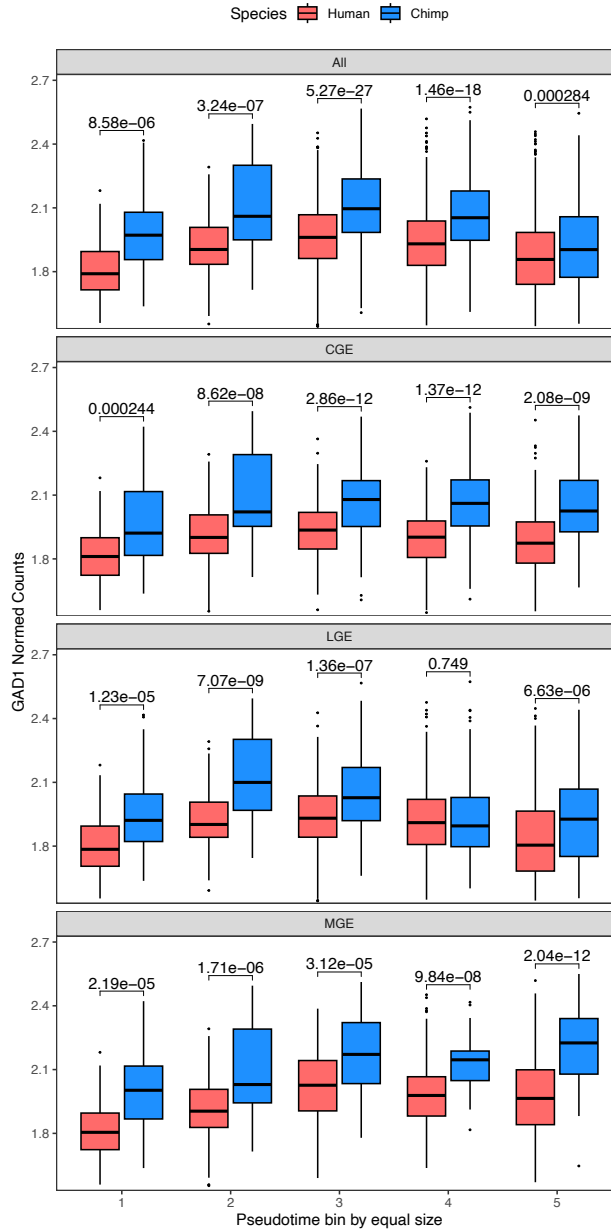 Species Human Chimp
All
2.7
2.4
2.1
1.8
8.58e−06 3.24e−07 5.27e−27 1.46e−18 0.000284
CGE
2.7
2.4
2.1
1.8
0.000244 8.62e−08 2.86e−12 1.37e−12 2.08e−09
GAD1 Normed Counts
LGE
2.7
2.4
2.1
1.8
1.23e−05 7.07e−09 1.36e−07 0.749 6.63e−06
MGE
2.7
2.4
2.1
1.8
2.19e−05 1.71e−06 3.12e−05 9.84e−08 2.04e−12
1 2 3 4 5
Pseudotime bin by equal size